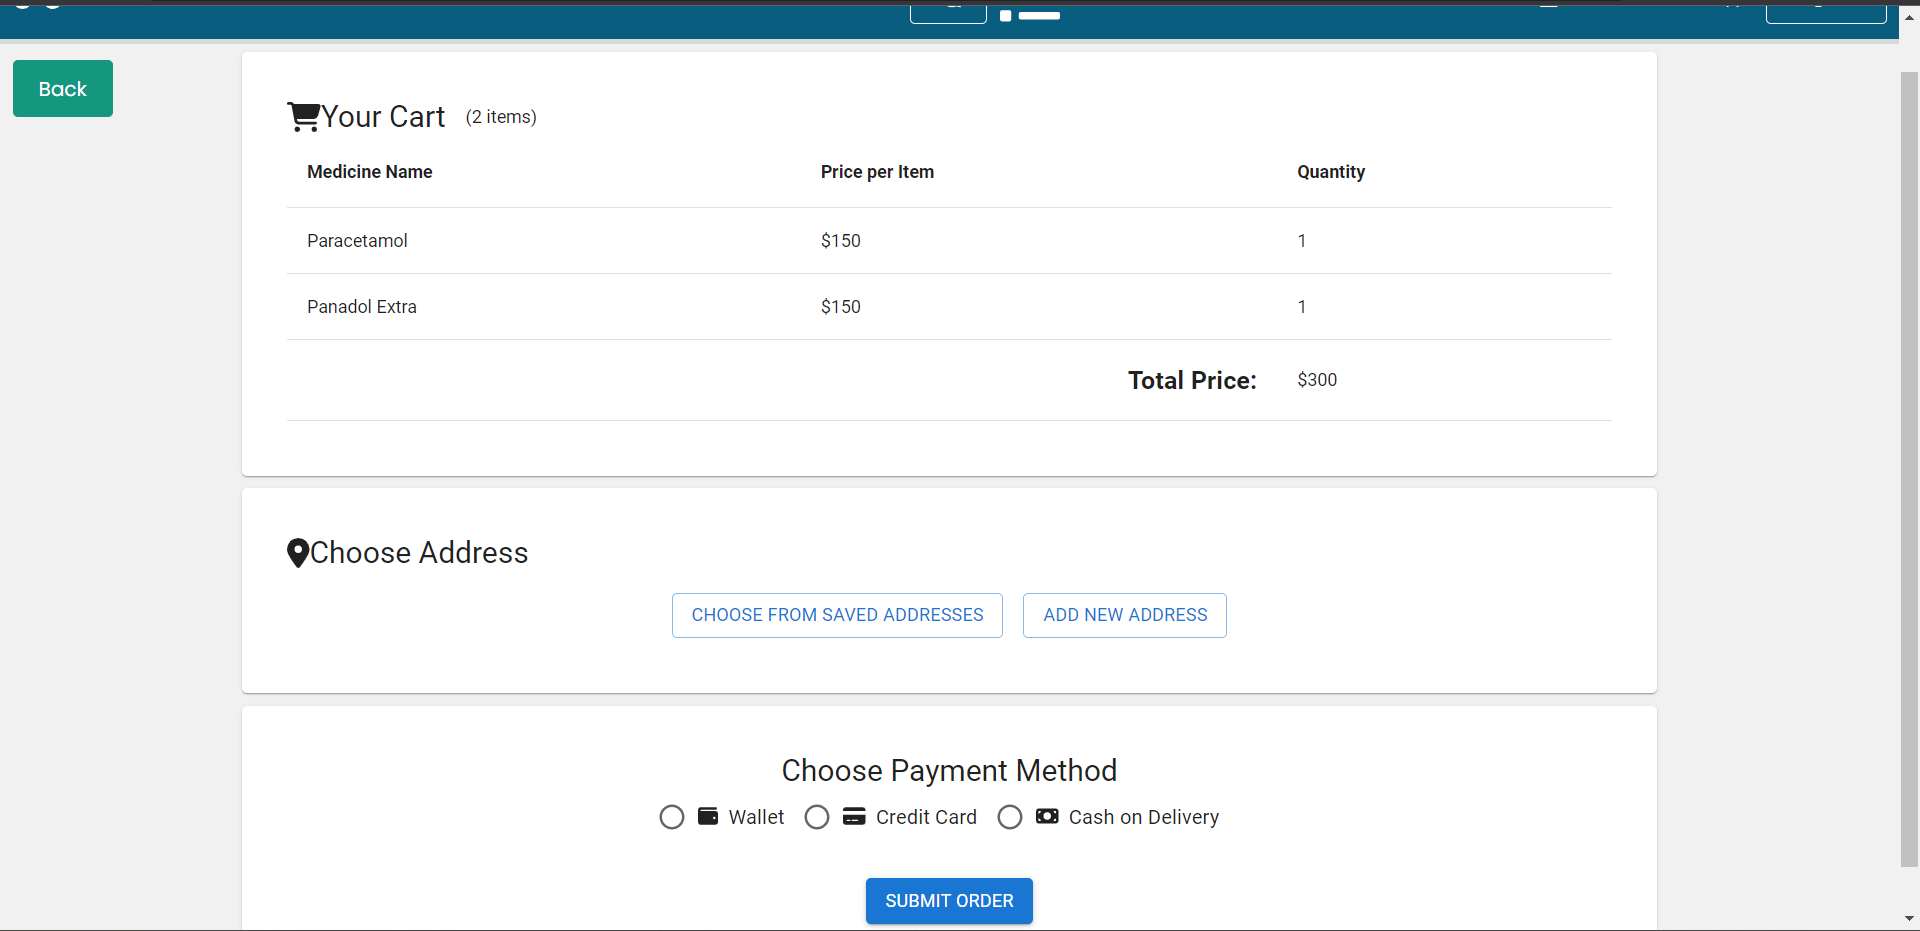 Back
Your Cart (2 items)
Medicine Name Price per Item Quantity
Paracetamol $150 1
Panadol Extra $150 1
Total Price: $300
Choose Address
CHOOSE FROM SAVED ADDRESSES ADD NEW ADDRESS
Choose Payment Method
Wallet Credit Card Cash on Delivery
SUBMIT ORDER